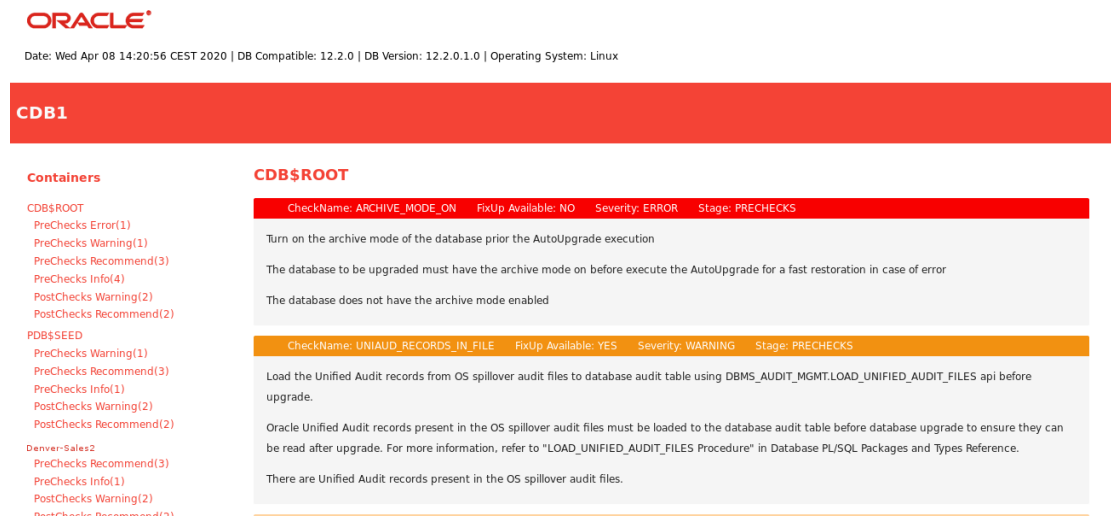 ORACLE®
Date: Wed Apr 08 14:20:56 CEST 2020 | DB Compatible: 12.2.0 | DB Version: 12.2.0.1.0 | Operating System: Linux
CDB1
Containers
CDB$ROOT
PreChecks Error(1)
PreChecks Warning(1)
PreChecks Recommend(3)
PreChecks Info(4)
PostChecks Warning(2)
PostChecks Recommend(2)
PDB$SEED
PreChecks Warning(1)
PreChecks Recommend(3)
PreChecks Info(1)
PostChecks Warning(2)
PostChecks Recommend(2)
Denver-Sales2
PreChecks Recommend(3)
PreChecks Info(1)
PostChecks Warning(2)
PostChecks Recommend(2)
CDB$ROOT
CheckName: ARCHIVE_MODE_ON FixUp Available: NO Severity: ERROR Stage: PRECHECKS
Turn on the archive mode of the database prior the AutoUpgrade execution
The database to be upgraded must have the archive mode on before execute the AutoUpgrade for a fast restoration in case of error
The database does not have the archive mode enabled
CheckName: UNIAUD_RECORDS_IN_FILE FixUp Available: YES Severity: WARNING Stage: PRECHECKS
Load the Unified Audit records from OS spillover audit files to database audit table using DBMS_AUDIT_MGMT.LOAD_UNIFIED_AUDIT_FILES api before
upgrade.
Oracle Unified Audit records present in the OS spillover audit files must be loaded to the database audit table before database upgrade to ensure they can
be read after upgrade. For more information, refer to "LOAD_UNIFIED_AUDIT_FILES Procedure" in Database PL/SQL Packages and Types Reference.
There are Unified Audit records present in the OS spillover audit files.